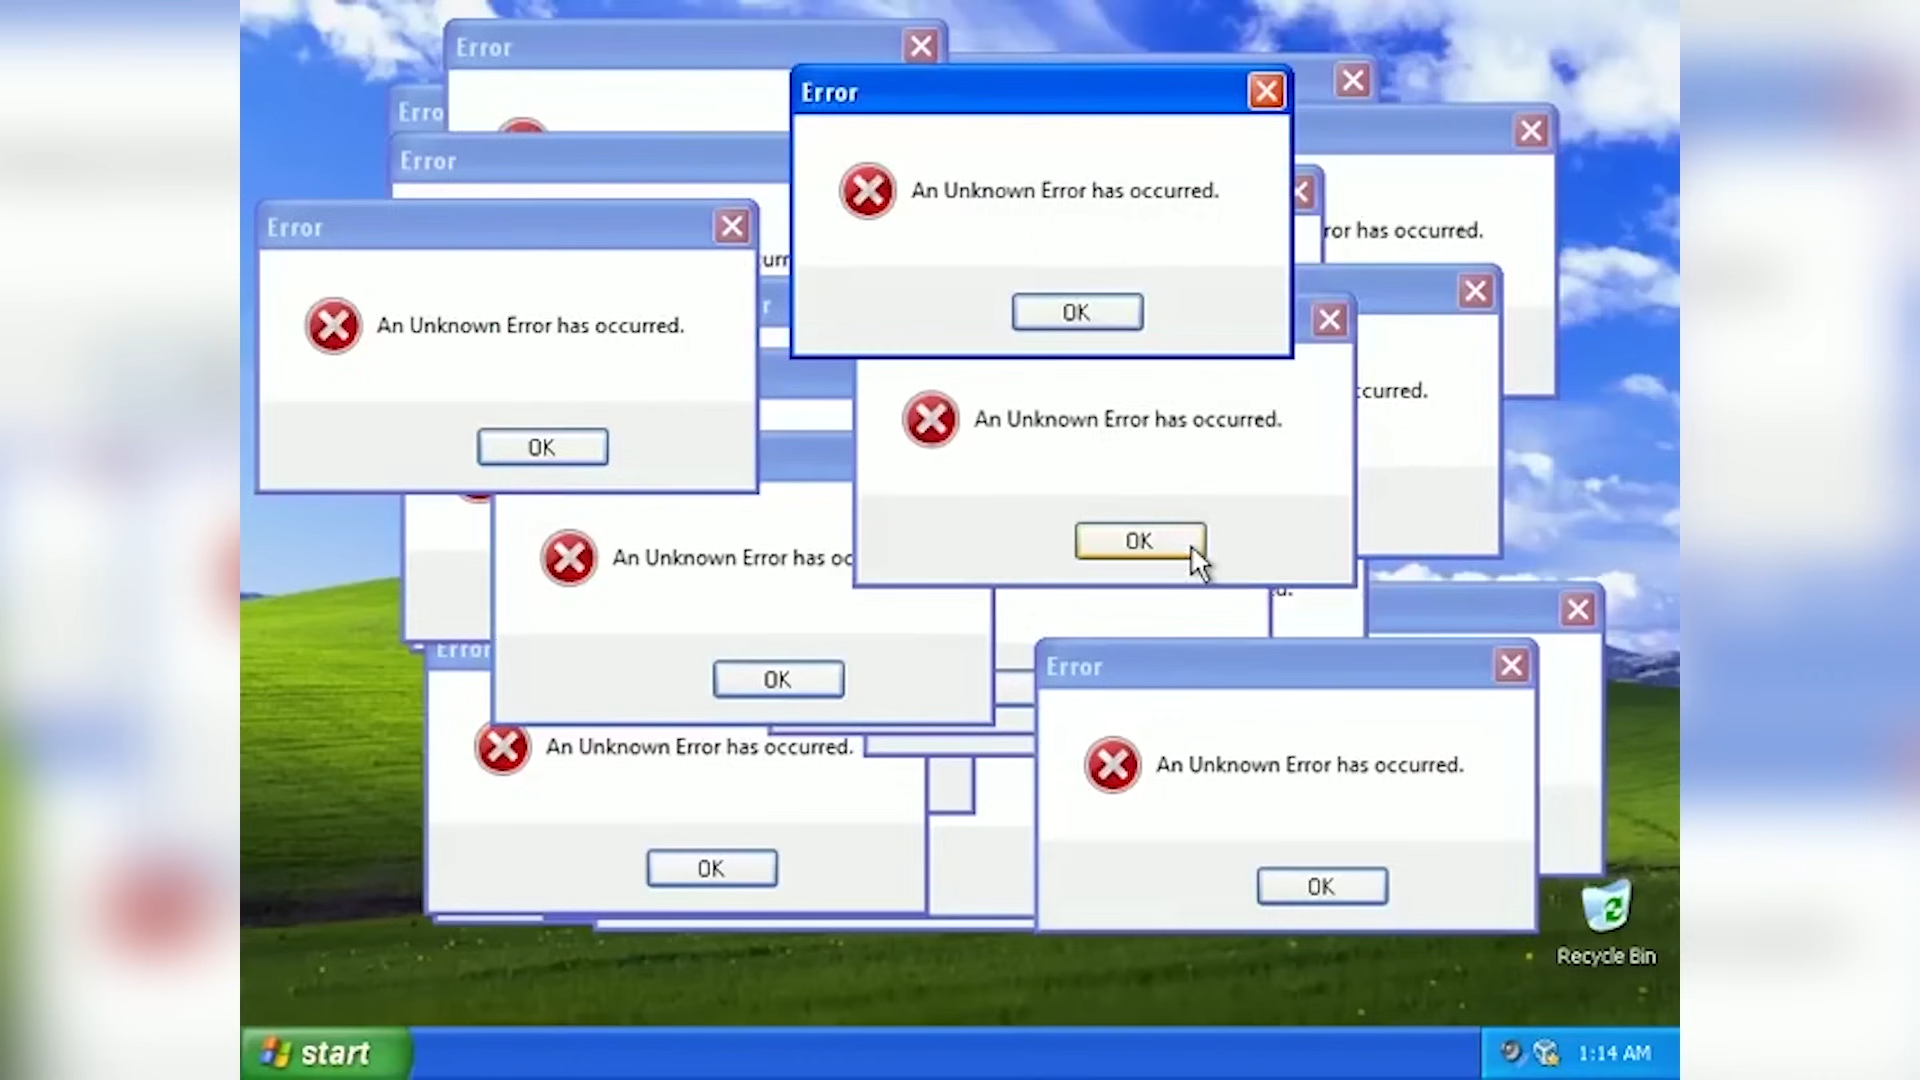 Error
Error
Erro
Error
An Unknown Error has occurred.
OK
ror has occurred.
Error
An Unknown Error has occurred.
OK
urr
r
curred.
An Unknown Error has occurred.
OK
An Unknown Error has oc
OK
d.
Error
An Unknown Error has occurred.
OK
Error
An Unknown Error has occurred.
OK
Recycle Bin
start
1:14 AM